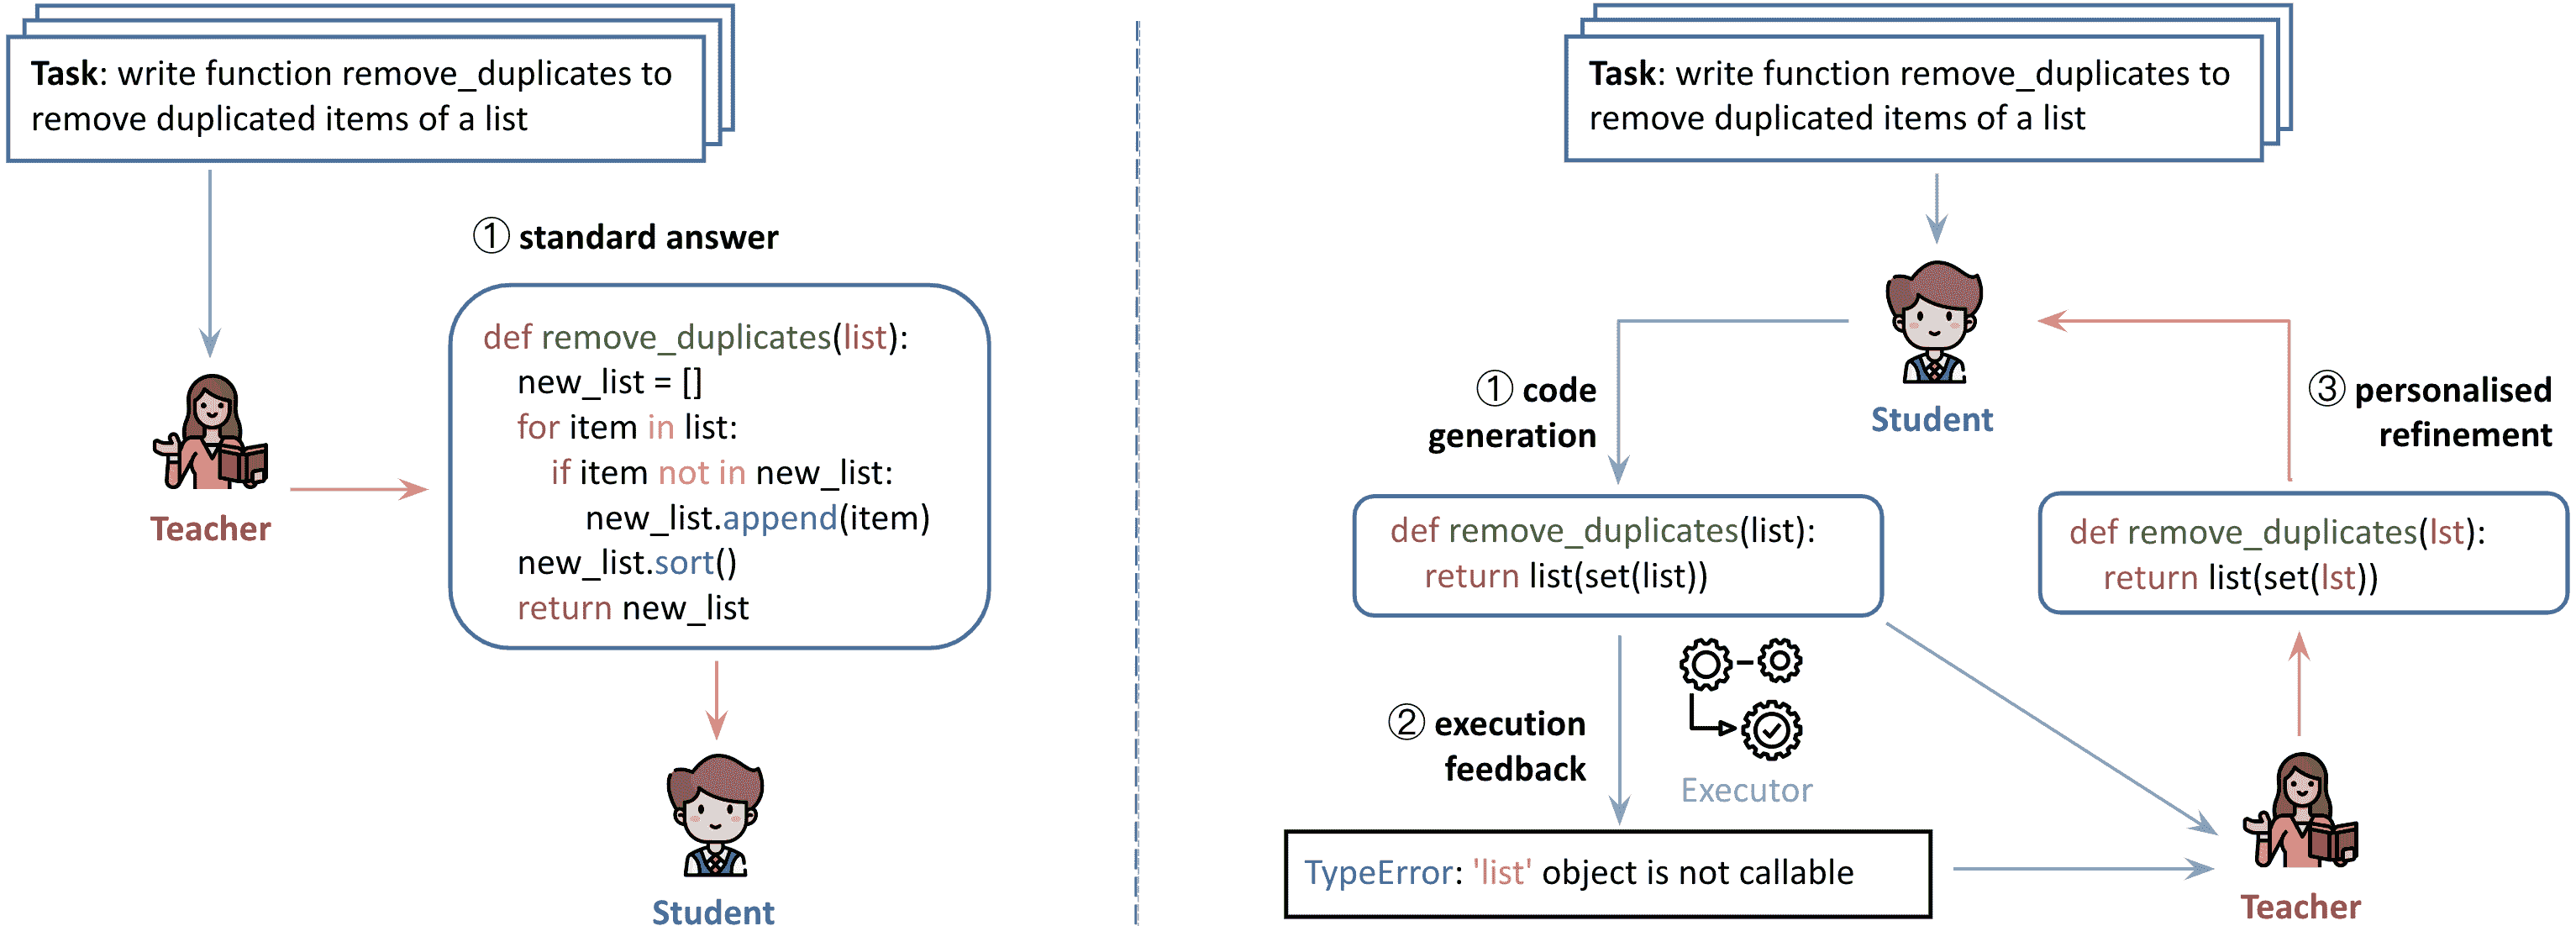 Task: write function remove_duplicates to
remove duplicated items of a list
① standard answer
def remove_duplicates(list):
new_list = []
for item in list:
if item not in new_list:
new_list.append(item)
new_list.sort()
return new_list
Teacher
Student
Task: write function remove_duplicates to
remove duplicated items of a list
Student
① code
generation
def remove_duplicates(list):
return list(set(list))
② execution
feedback
Executor
TypeError: 'list' object is not callable
Teacher
③ personalised
refinement
def remove_duplicates(lst):
return list(set(lst))